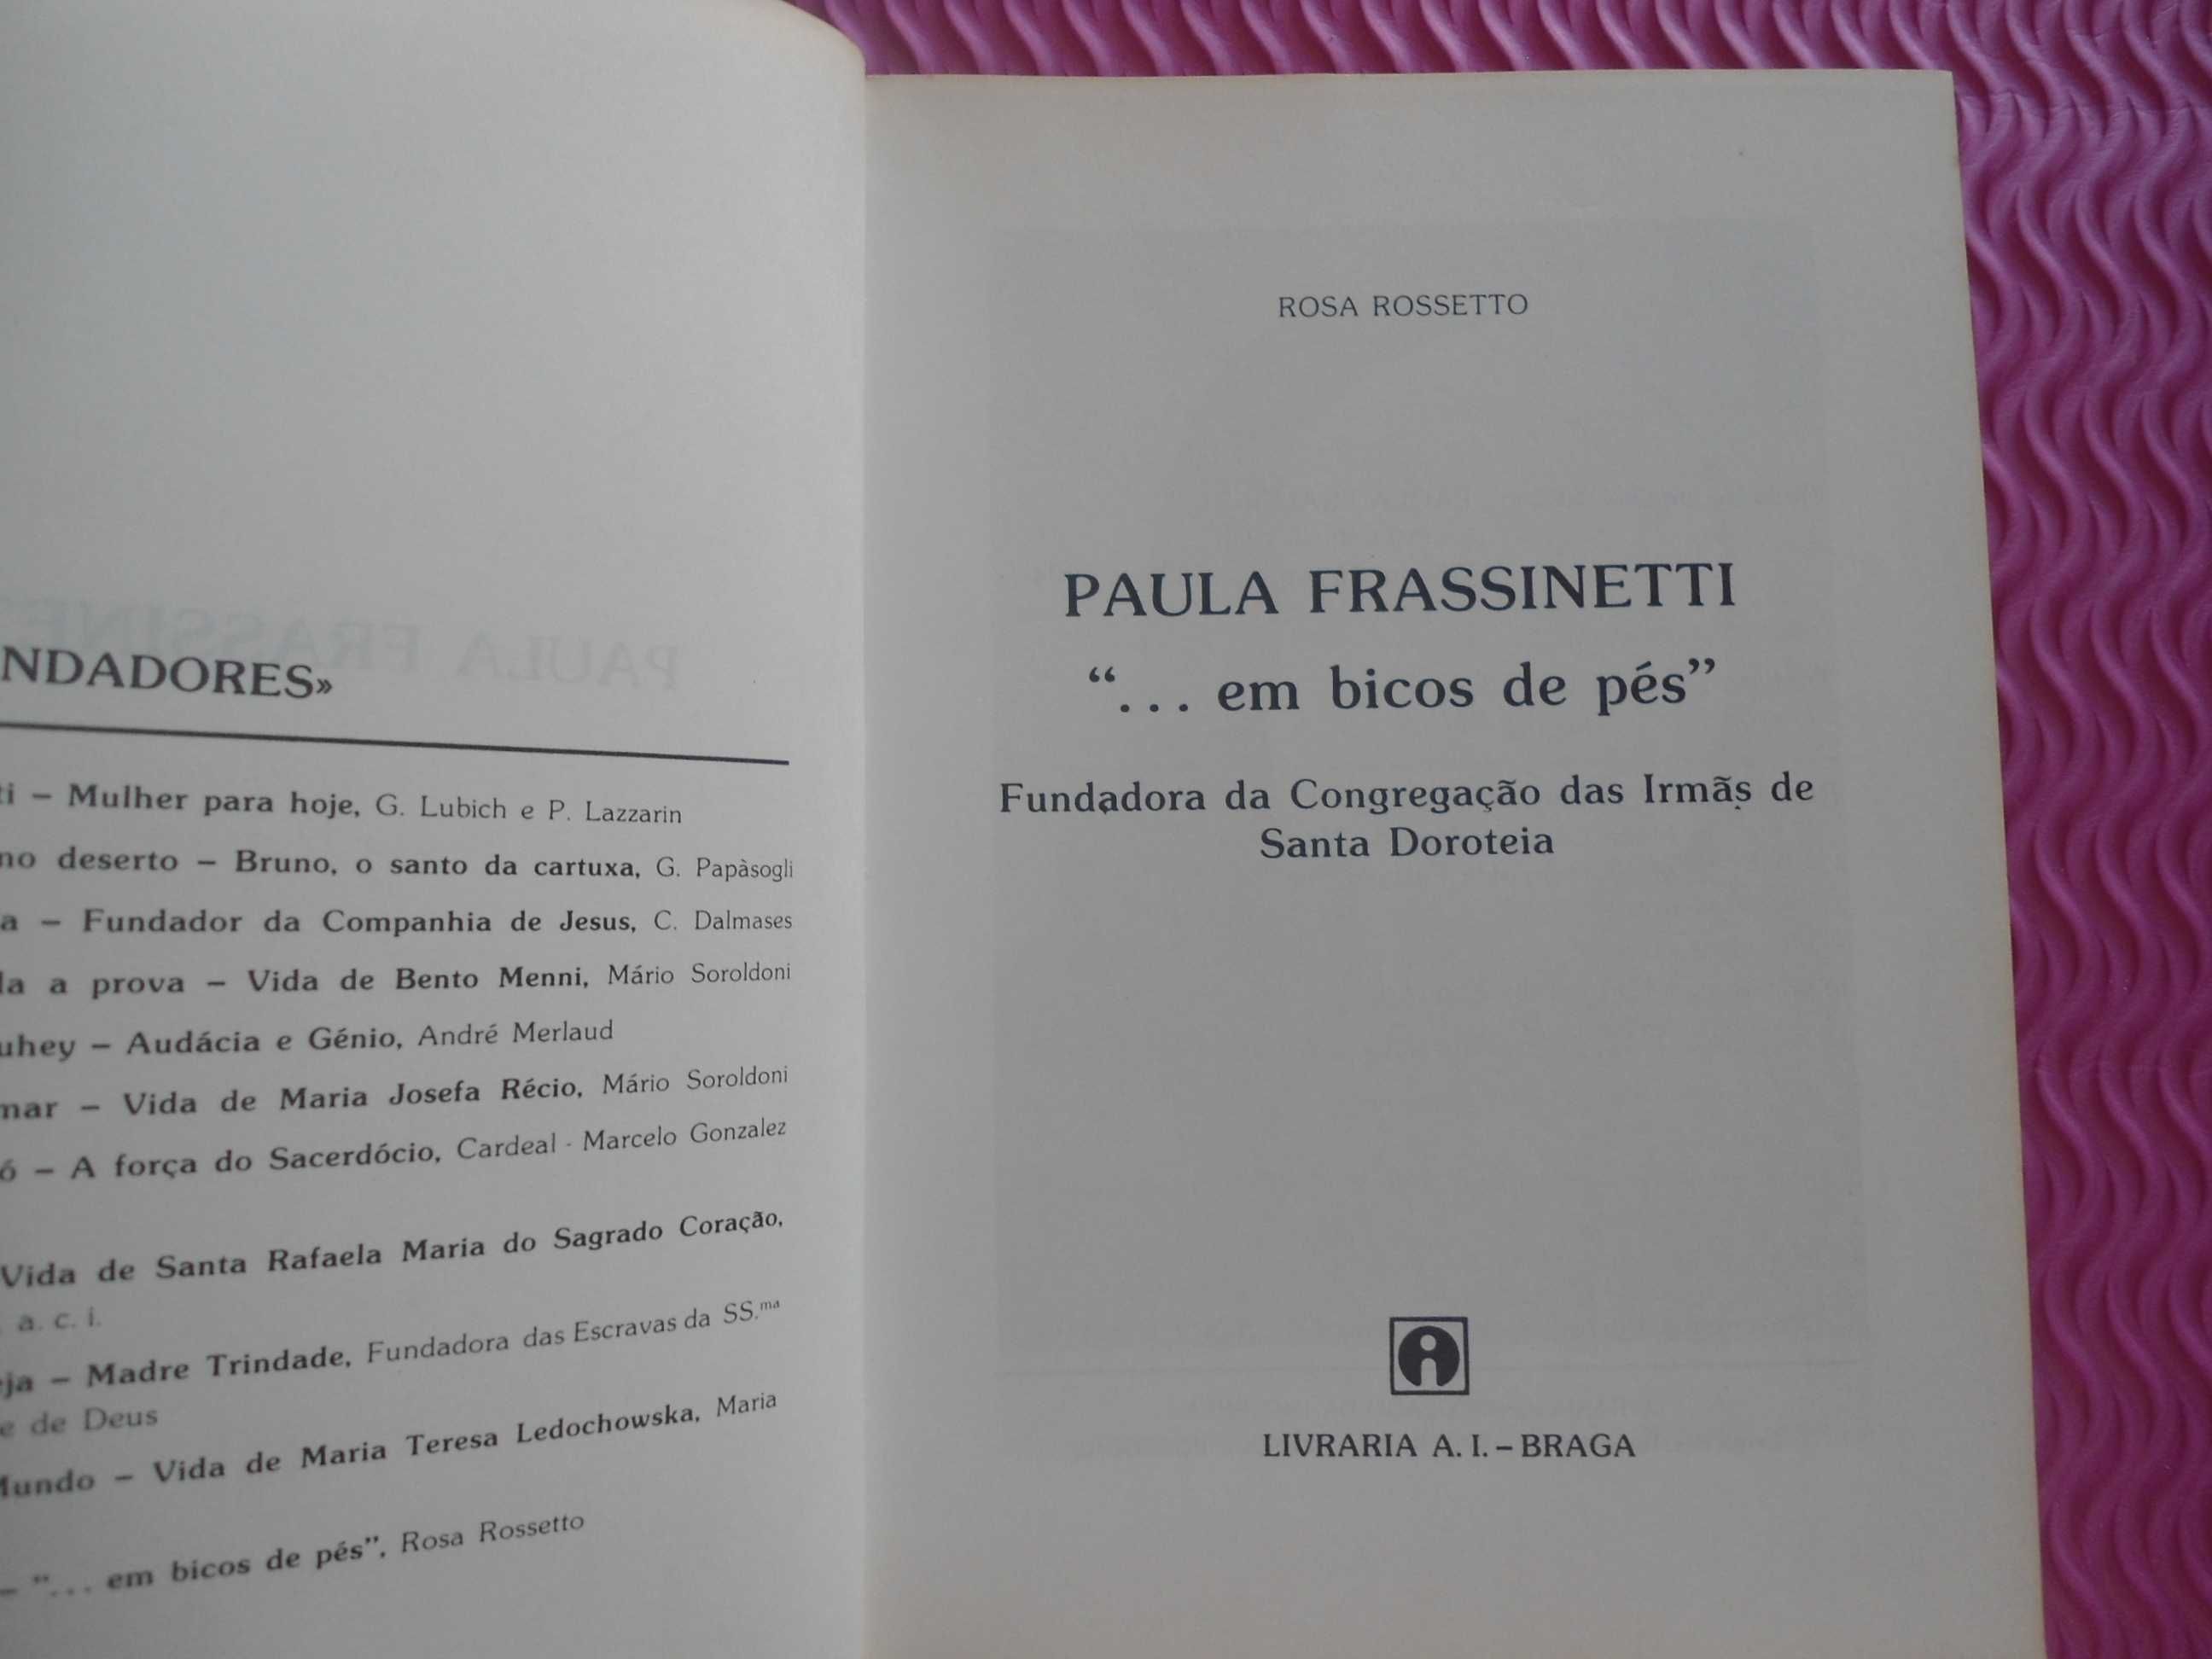 NDADORES»
ti – Mulher para hoje, G. Lubich e P. Lazzarin
no deserto – Bruno, o santo da cartuxa, G. Papàsogli
a – Fundador da Companhia de Jesus, C. Dalmases
la a prova – Vida de Bento Menni, Mário Soroldoni
uhey – Audácia e Génio, André Merlaud
mar – Vida de Maria Josefa Récio, Mário Soroldoni
ó – A força do Sacerdócio, Cardeal - Marcelo Gonzalez
Vida de Santa Rafaela Maria do Sagrado Coração,
a. c. i.
ja – Madre Trindade, Fundadora das Escravas da SS.ma
e de Deus
Mundo – Vida de Maria Teresa Ledochowska, Maria
– "... em bicos de pés", Rosa Rossetto
ROSA ROSSETTO
PAULA FRASSINETTI
“... em bicos de pés”
Fundadora da Congregação das Irmãs de
Santa Doroteia
LIVRARIA A. I. – BRAGA